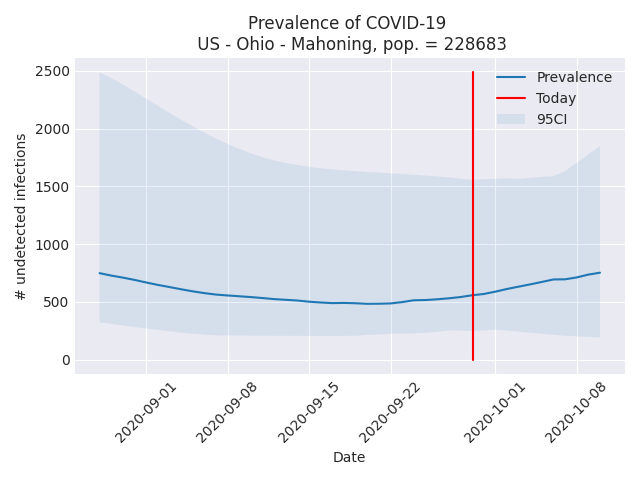 Prevalence of COVID-19
US - Ohio - Mahoning, pop. = 228683
2500
2000
1500
1000
500
0
# undetected infections
Prevalence
Today
95CI
2020-09-01
2020-09-08
2020-09-15
2020-09-22
2020-10-01
2020-10-08
Date